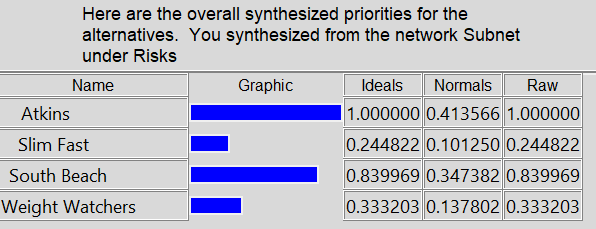 Here are the overall synthesized priorities for the
alternatives. You synthesized from the network Subnet
under Risks
Name Graphic Ideals Normals Raw
Atkins 1.000000 0.413566 1.000000
Slim Fast 0.244822 0.101250 0.244822
South Beach 0.839969 0.347382 0.839969
Weight Watchers 0.333203 0.137802 0.333203